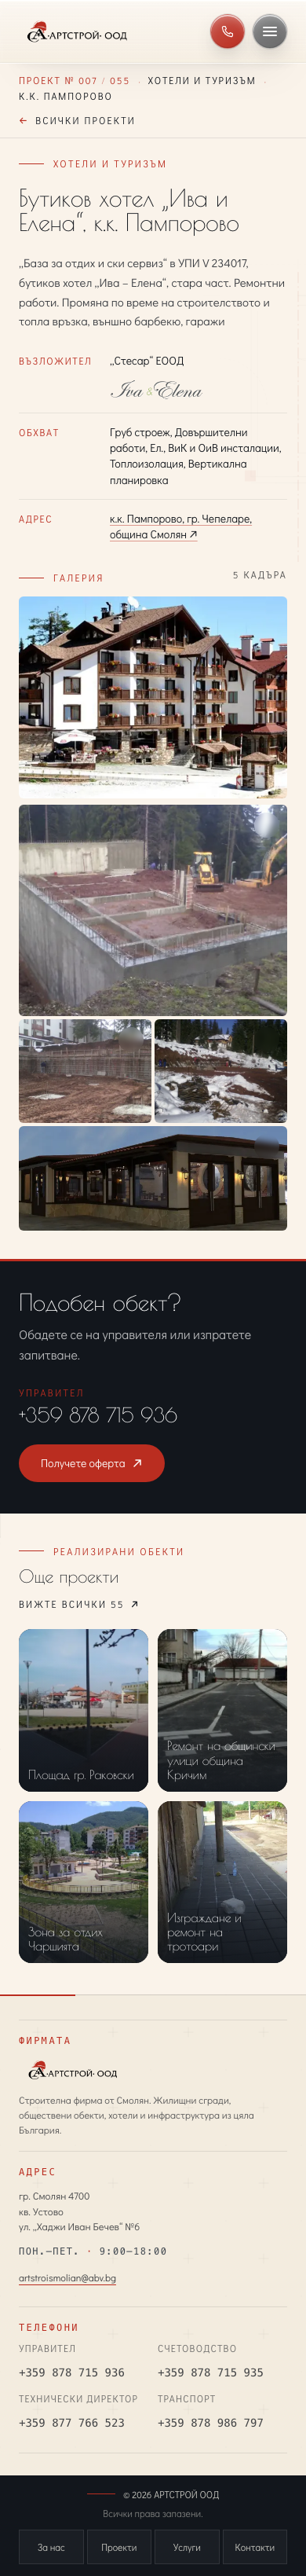 А-АРТСТРОЙ• ООД
ПРОЕКТ № 007 / 055 · ХОТЕЛИ И ТУРИЗЪМ ·
К.К. ПАМПОРОВО
← ВСИЧКИ ПРОЕКТИ
ХОТЕЛИ И ТУРИЗЪМ
Бутиков хотел „Ива и
Елена“, к.к. Пампорово
„База за отдих и ски сервиз“ в УПИ V 234017,
бутиков хотел „Ива – Елена“, стара част. Ремонтни
работи. Промяна по време на строителството и
топла връзка, външно барбекю, гаражи
ВЪЗЛОЖИТЕЛ
„Стесар“ ЕООД
Iva & Elena
ОБХВАТ
Груб строеж, Довършителни
работи, Ел., ВиК и ОиВ инсталации,
Топлоизолация, Вертикална
планировка
АДРЕС
к.к. Пампорово, гр. Чепеларе,
община Смолян ↗
ГАЛЕРИЯ
5 КАДЪРА
Подобен обект?
Обадете се на управителя или изпратете
запитване.
УПРАВИТЕЛ
+359 878 715 936
Получете оферта ↗
РЕАЛИЗИРАНИ ОБЕКТИ
Още проекти
ВИЖТЕ ВСИЧКИ 55 ↗
Площад гр. Раковски
Ремонт на общински
улици община
Кричим
Зона за отдих
Чаршията
Изграждане и
ремонт на
тротоари
ФИРМАТА
А-АРТСТРОЙ• ООД
Строителна фирма от Смолян. Жилищни сгради,
обществени обекти, хотели и инфраструктура из цяла
България.
АДРЕС
гр. Смолян 4700
кв. Устово
ул. „Хаджи Иван Бечев“ №6
ПОН.—ПЕТ. · 9:00—18:00
artstroismolian@abv.bg
ТЕЛЕФОНИ
УПРАВИТЕЛ
+359 878 715 936
СЧЕТОВОДСТВО
+359 878 715 935
ТЕХНИЧЕСКИ ДИРЕКТОР
+359 877 766 523
ТРАНСПОРТ
+359 878 986 797
© 2026 АРТСТРОЙ ООД
Всички права запазени.
За нас
Проекти
Услуги
Контакти